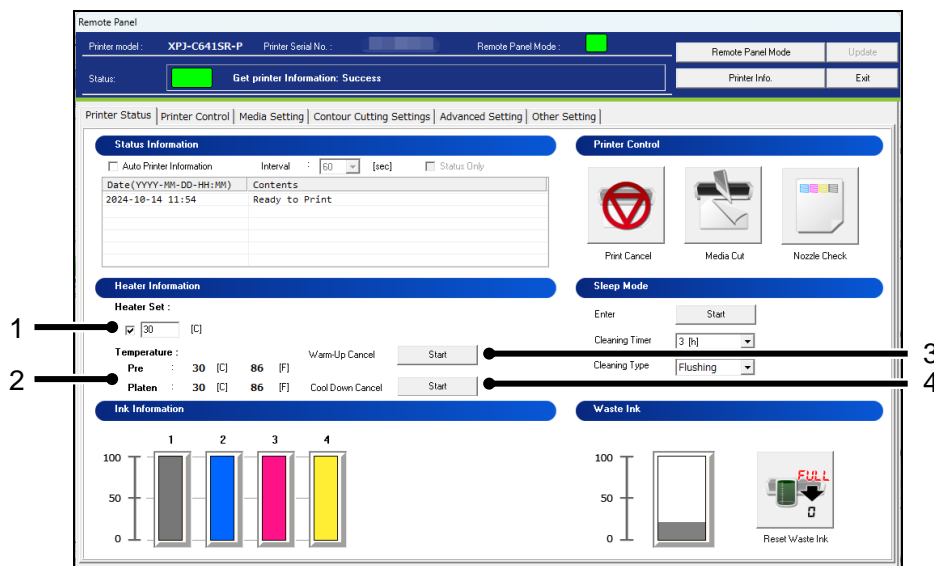 Remote Panel
Printer model : XPJ-C641SR-P Printer Serial No. : Remote Panel Mode :
Remote Panel Mode Update
Status: Get printer Information: Success
Printer Info. Exit
Printer Status Printer Control Media Setting Contour Cutting Settings Advanced Setting Other Setting
Status Information
Auto Printer Information Interval : 60 [sec] Status Only
Date(YYYY-MM-DD-HH:MM) Contents
2024-10-14 11:54 Ready to Print
Printer Control
Print Cancel Media Cut Nozzle Check
Heater Information
Heater Set :
1
30 [C]
Temperature :
2
Pre : 30 [C] 86 [F]
Platen : 30 [C] 86 [F]
Warm-Up Cancel Start
3
Cool Down Cancel Start
4
Sleep Mode
Enter Start
Cleaning Timer 3 [h]
Cleaning Type Flushing
Ink Information
1 2 3 4
100
50
0
Waste Ink
100
50
0
FULL
0
Reset Waste Ink